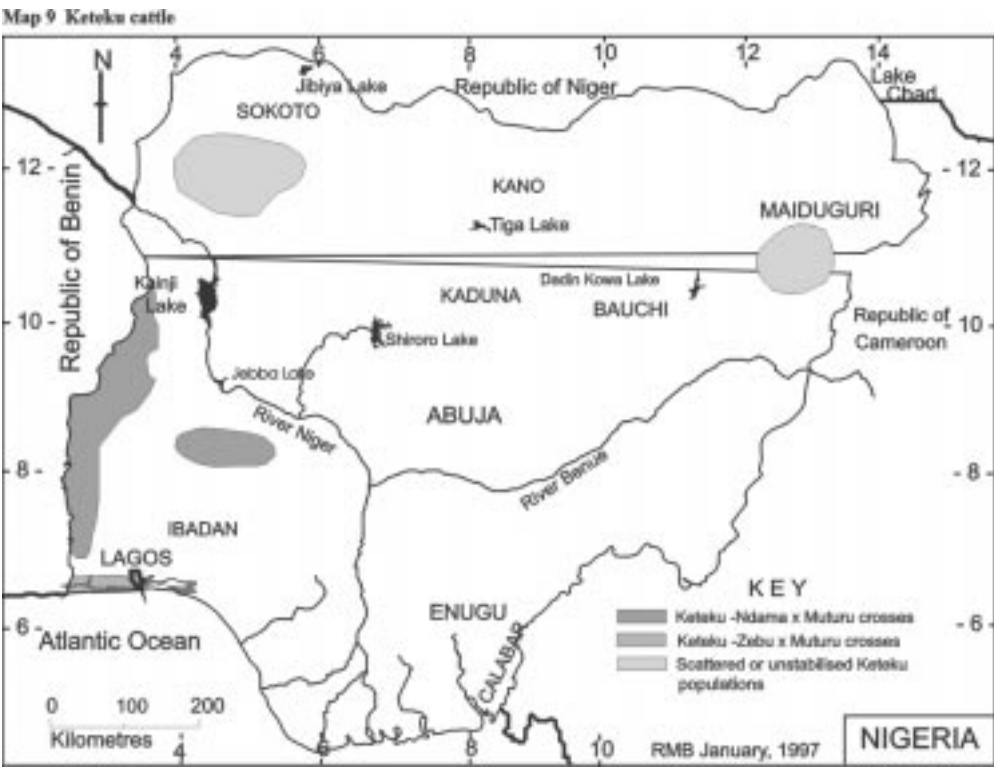 Map 9 Keteku cattle
4
6
8
10
12
14
N
Jibiya Lake
Republic of Niger
Lake
Chad
SOKOTO
- 12 -
- 12
KANO
Republic of Benin
Tiga Lake
MAIDUGURI
Kainji
Lake
Dadin Kowa Lake
KADUNA
BAUCHI
10 -
- 10
Republic of
Cameroon
Shiroro Lake
Jebba Lake
River Niger
ABUJA
8 -
- 8
River Benue
IBADAN
LAGOS
6 -
- 6
Atlantic Ocean
ENUGU
CALABAR
KEY
Keteku -Ndama x Muturu crosses
Keteku -Zebu x Muturu crosses
Scattered or unstabilised Keteku
populations
0 100 200
Kilometres
4
6
8
10
RMB January, 1997
NIGERIA